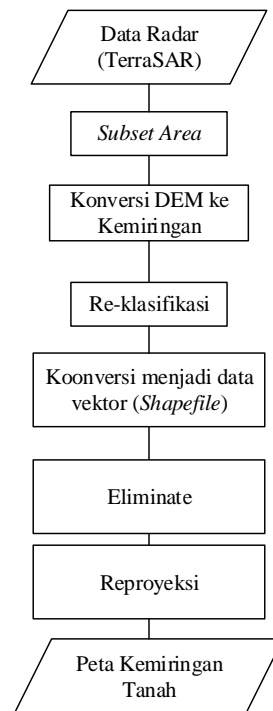 Data Radar
(TerraSAR)
Subset Area
Konversi DEM ke
Kemiringan
Re-klasifikasi
Koonversi menjadi data
vektor (Shapefile)
Eliminate
Reproyeksi
Peta Kemiringan
Tanah